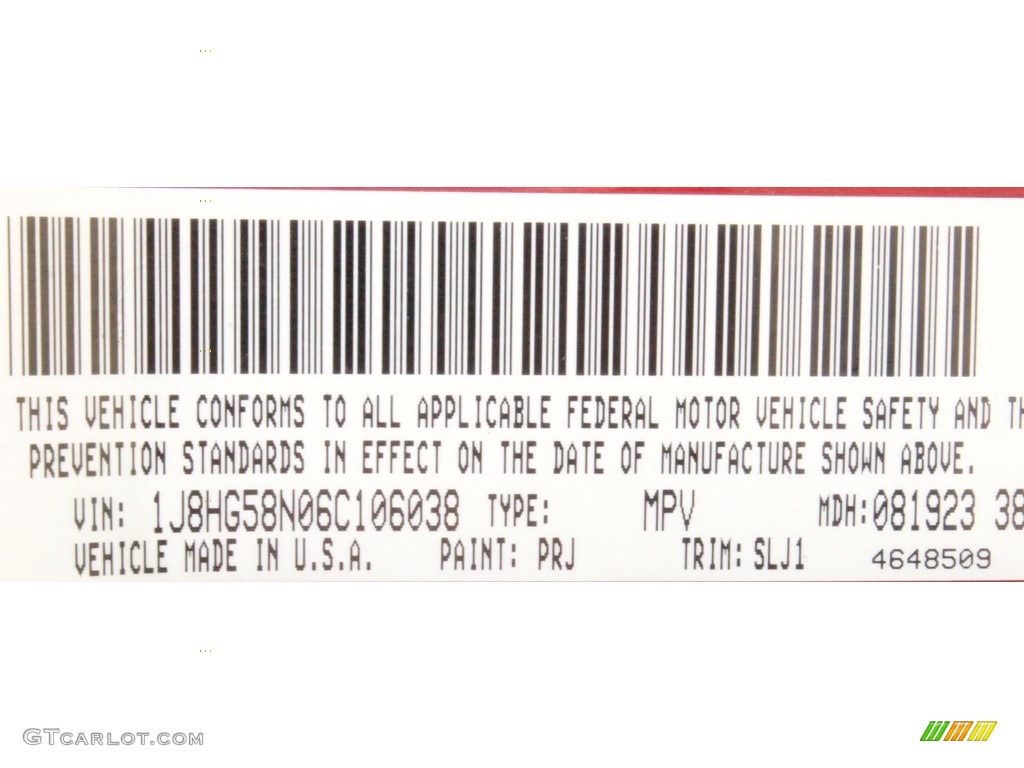 THIS VEHICLE CONFORMS TO ALL APPLICABLE FEDERAL MOTOR VEHICLE SAFETY AND TH
PREVENTION STANDARDS IN EFFECT ON THE DATE OF MANUFACTURE SHOWN ABOVE.
VIN: 1J8HG58N06C106038 TYPE: MPV MDH:081923 38
VEHICLE MADE IN U.S.A. PAINT: PRJ TRIM: SLJ1 4648509
GTCARLOT.COM